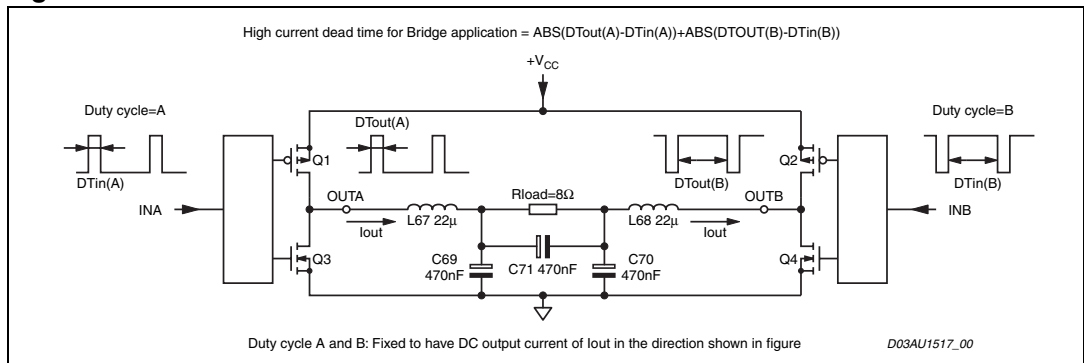 High current dead time for Bridge application = ABS(DTout(A)-DTin(A))+ABS(DTOUT(B)-DTin(B))
+VCC
Duty cycle=A
Duty cycle=B
DTout(A)
DTout(B)
Q1
Q2
DTin(A)
DTin(B)
OUTA
Rload=8Ω
OUTB
INA
INB
L67 22µ
L68 22µ
Iout
Iout
Q3
Q4
C69
470nF
C71 470nF
C70
470nF
Duty cycle A and B: Fixed to have DC output current of Iout in the direction shown in figure
D03AU1517_00